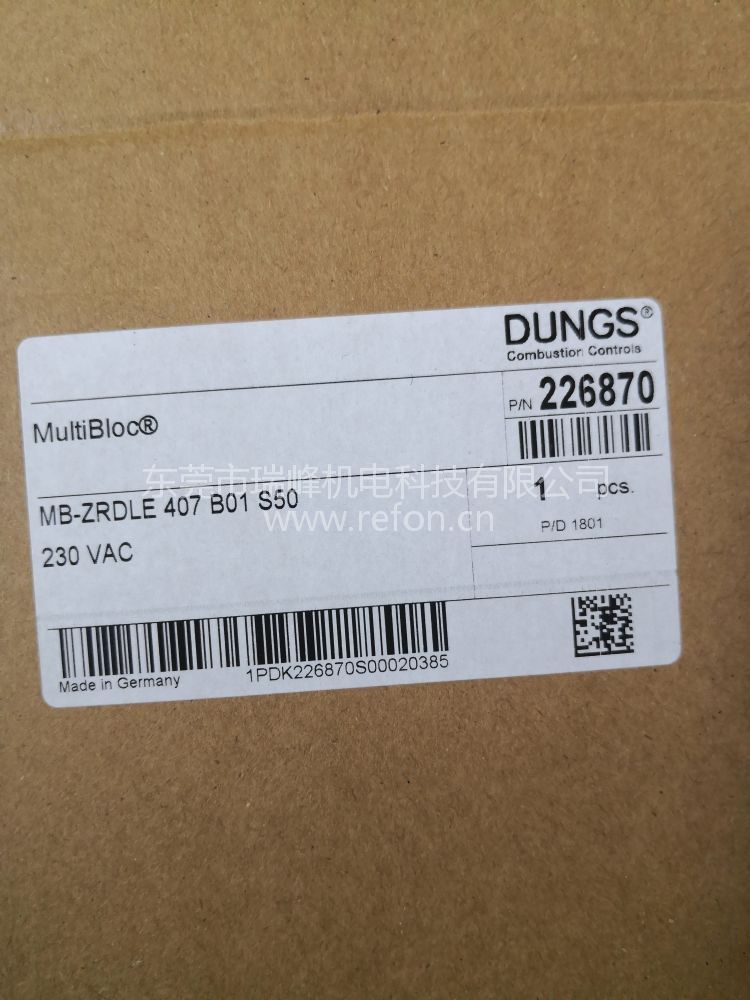 DUNGS®
Combustion Controls
P/N 226870
MultiBloc®
东莞市瑞峰机电科技有限公司
MB-ZRDLE 407 B01 S50
1 pcs.
www.refon.cn
P/D 1801
230 VAC
1PDK226870S00020385
Made in Germany